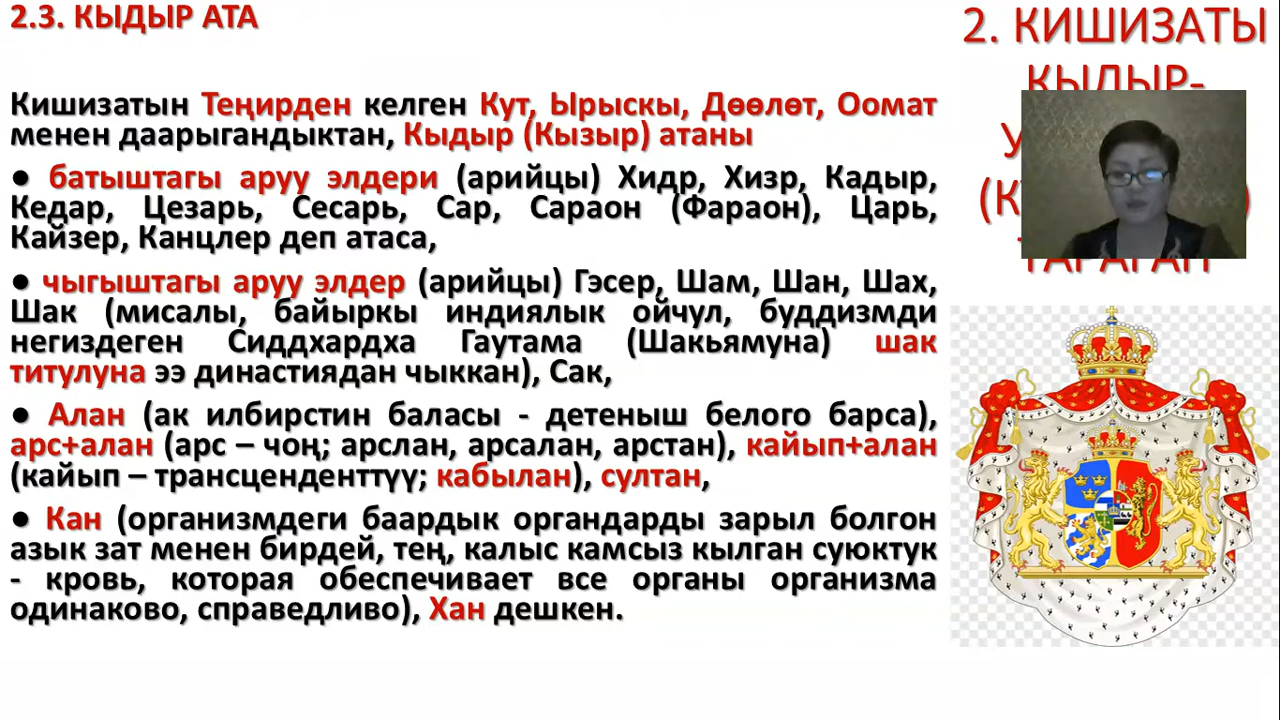 2.3. КЫДЫР АТА
Кишизатын Теңирден келген Кут, Ырыскы, Дөөлөт, Оомат
менен даарыгандыктан, Кыдыр (Кызыр) атаны
● батыштагы аруу элдери (арийцы) Хидр, Хизр, Кадыр,
Кедар, Цезарь, Сесарь, Сар, Сараон (Фараон), Царь,
Кайзер, Канцлер деп атаса,
● чыгыштагы аруу элдер (арийцы) Гэсер, Шам, Шан, Шах,
Шак (мисалы, байыркы индиялык ойчул, буддизмди
негиздеген Сиддхардха Гаутама (Шакьямуна) шак
титулуна ээ династиядан чыккан), Сак,
● Алан (ак илбирстин баласы - детеныш белого барса),
арс+алан (арс – чоң; арслан, арсалан, арстан), кайып+алан
(кайып – трансценденттүү; кабылан), султан,
● Кан (организмдеги баардык органдарды зарыл болгон
азык зат менен бирдей, тең, калыс камсыз кылган суюктук
- кровь, которая обеспечивает все органы организма
одинаково, справедливо), Хан дешкен.
2. КИШИЗАТЫ
КЫДЫР-